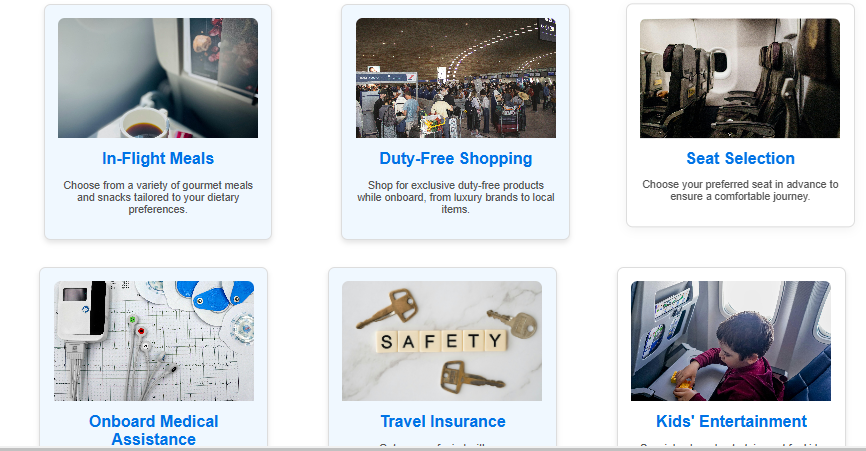 In-Flight Meals
Choose from a variety of gourmet meals
and snacks tailored to your dietary
preferences.
Duty-Free Shopping
Shop for exclusive duty-free products
while onboard, from luxury brands to local
items.
Seat Selection
Choose your preferred seat in advance to
ensure a comfortable journey.
Onboard Medical
Assistance
SAFETY
Travel Insurance
Kids' Entertainment